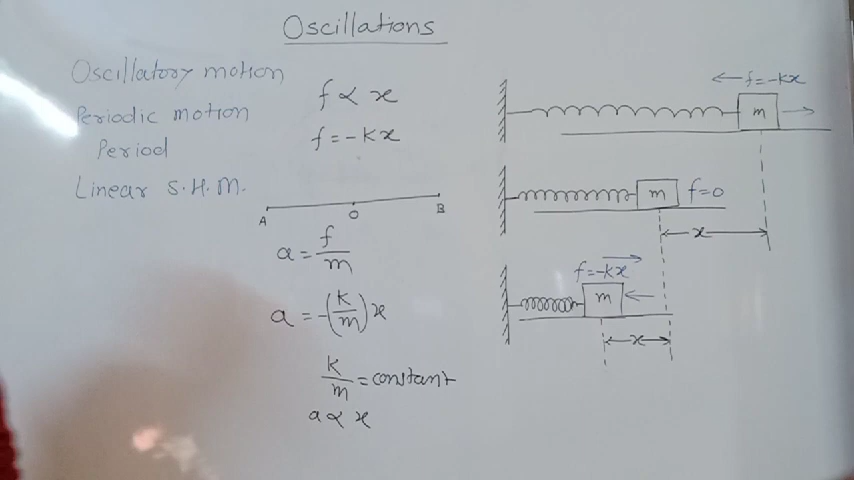 Oscillations
Oscillatory motion
Periodic motion
Period
Linear S.H.M.
f ∝ x
f = -kx
A
O
B
a = f/m
a = -(k/m)x
k/m = constant
a ∝ x
f = -kx
m
m
f = 0
x
f = -kx
m
x